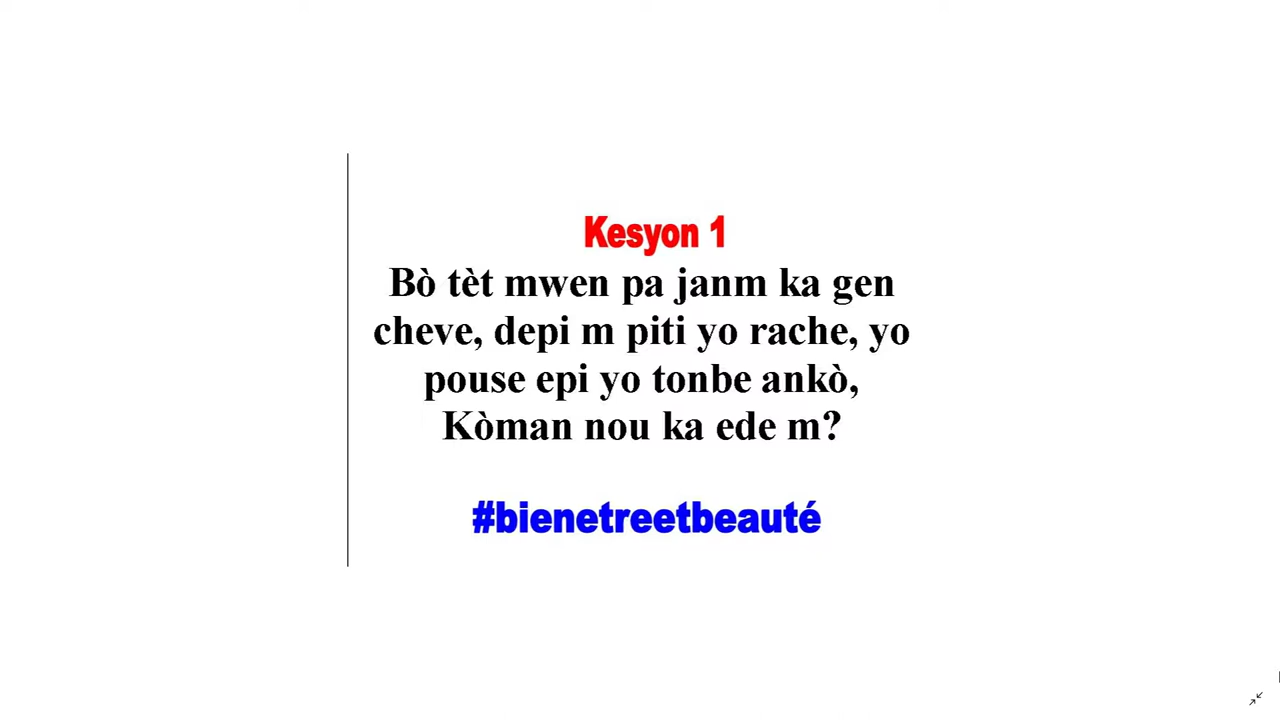 Kesyon 1
Bò tèt mwen pa janm ka gen
cheve, depi m piti yo rache, yo
pouse epi yo tonbe ankò,
Kòman nou ka ede m?
#bienetreetbeauté